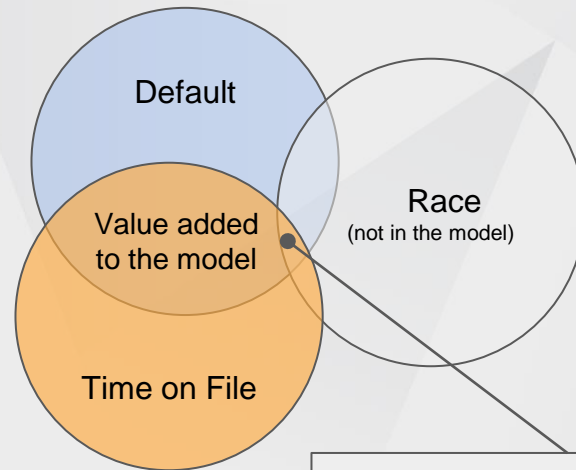 Default
Race
(not in the model)
Value added
to the model
Time on File